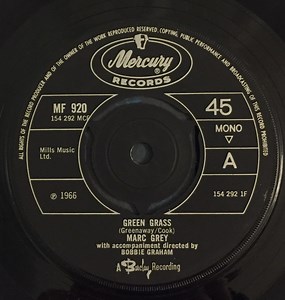 ALL RIGHTS OF THE RECORD PRODUCER AND OF THE OWNER OF THE WORK REPRODUCED RESERVED. COPYING, PUBLIC PERFORMANCE AND BROADCASTING OF THIS RECORD PROHIBITED
Mercury
RECORDS
MF 920
154 292 MCF
45
MONO
A
Mills Music
Ltd.
154 292 1F
℗ 1966
GREEN GRASS
(Greenaway/Cook)
MARC GREY
with accompaniment directed by
BOBBIE GRAHAM
A Barclay Recording